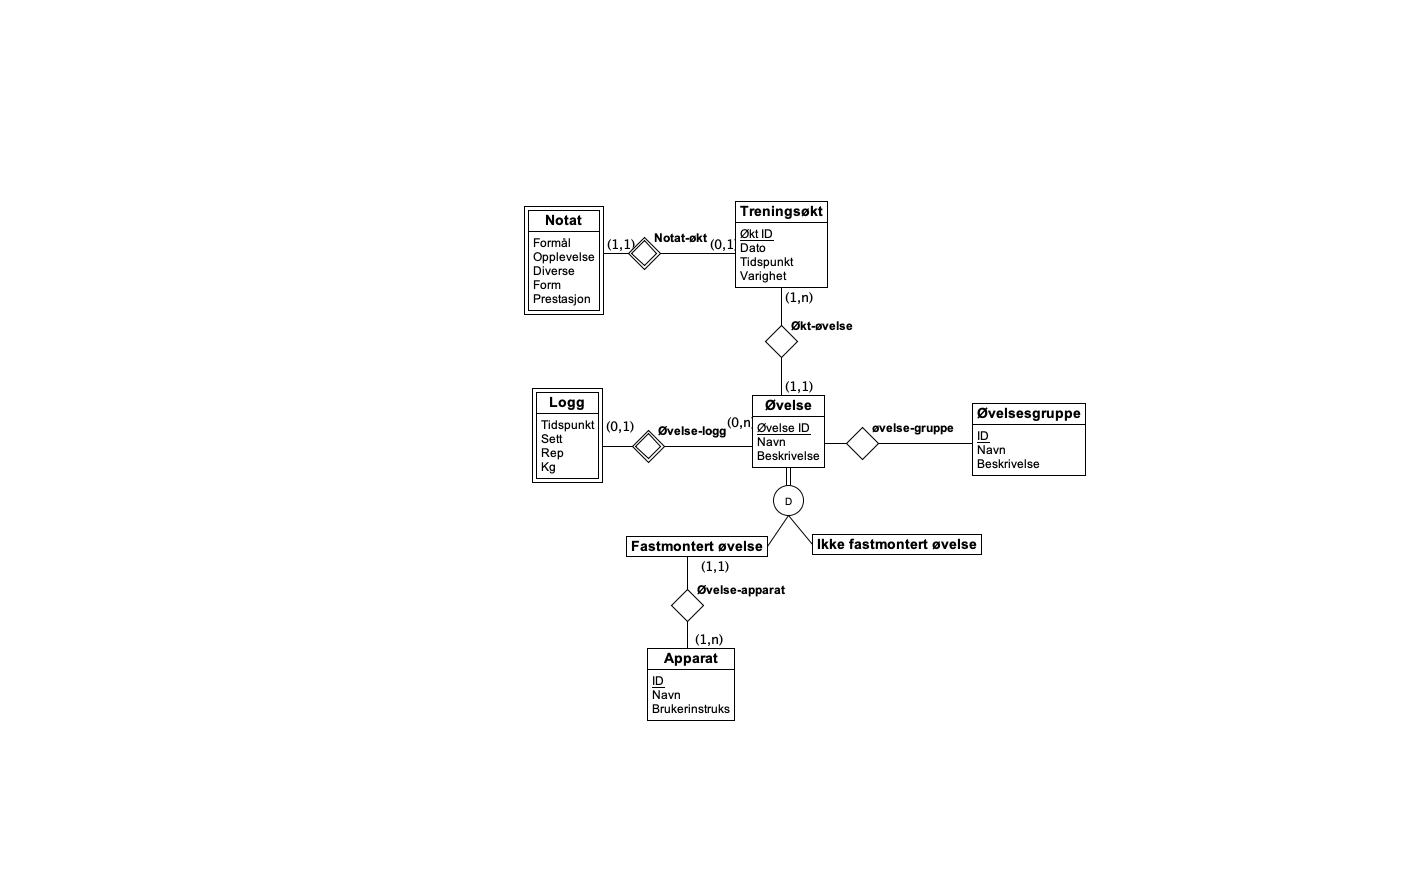 Notat
Formål
Opplevelse
Diverse
Form
Prestasjon
(1,1)
Notat-økt
(0,1
Treningsøkt
Økt ID
Dato
Tidspunkt
Varighet
(1,n)
Økt-øvelse
(1,1)
Logg
Tidspunkt
Sett
Rep
Kg
(0,1)
Øvelse-logg
(0,n
Øvelse
Øvelse ID
Navn
Beskrivelse
øvelse-gruppe
Øvelsesgruppe
ID
Navn
Beskrivelse
D
Fastmontert øvelse
Ikke fastmontert øvelse
(1,1)
Øvelse-apparat
(1,n)
Apparat
ID
Navn
Brukerinstruks